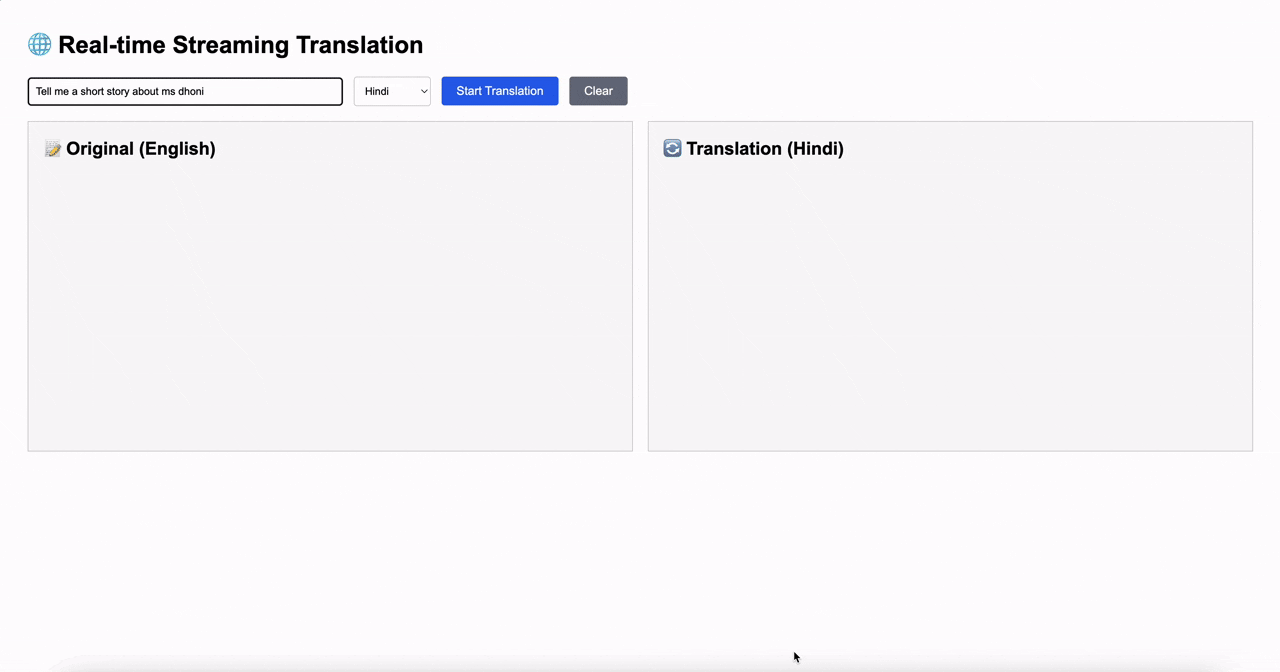 🌐 Real-time Streaming Translation
Tell me a short story about ms dhoni
Hindi
Start Translation
Clear
📝 Original (English)
🔄 Translation (Hindi)